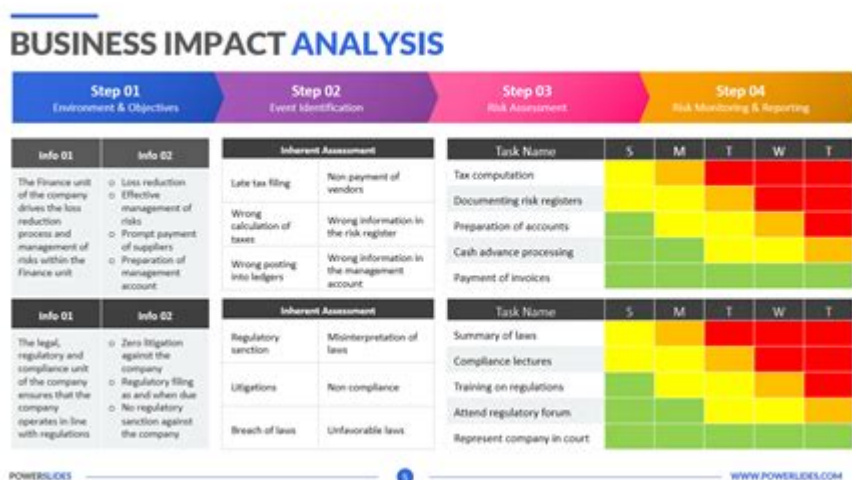 BUSINESS IMPACT ANALYSIS
Step 01
Environment & Objectives
Step 02
Event Identification
Step 03
Risk Assessment
Step 04
Risk Monitoring & Reporting
Info 01
Info 02
The Finance unit
of the company
drives the loss
reduction
process and
management of
risks within the
Finance unit
o Loss reduction
o Effective
management of
risks
o Prompt payment
of suppliers
o Preparation of
management
account
Inherent Assessment
Late tax filing
Non payment of
vendors
Wrong
calculation of
taxes
Wrong information in
the risk register
Wrong posting
into ledgers
Wrong information in
the management
account
Task Name S M T W T
Tax computation
Documenting risk registers
Preparation of accounts
Cash advance processing
Payment of invoices
Info 01
Info 02
The legal,
regulatory and
compliance unit
of the company
ensures that the
company
operates in line
with regulations
o Zero litigation
against the
company
o Regulatory filing
as and when due
o No regulatory
sanction against
the company
Inherent Assessment
Regulatory
sanction
Misinterpretation of
laws
Litigations
Non compliance
Breach of laws
Unfavorable laws
Task Name S M T W T
Summary of laws
Compliance lectures
Training on regulations
Attend regulatory forum
Represent company in court
POWERSLIDES
WWW.POWERLIDES.COM